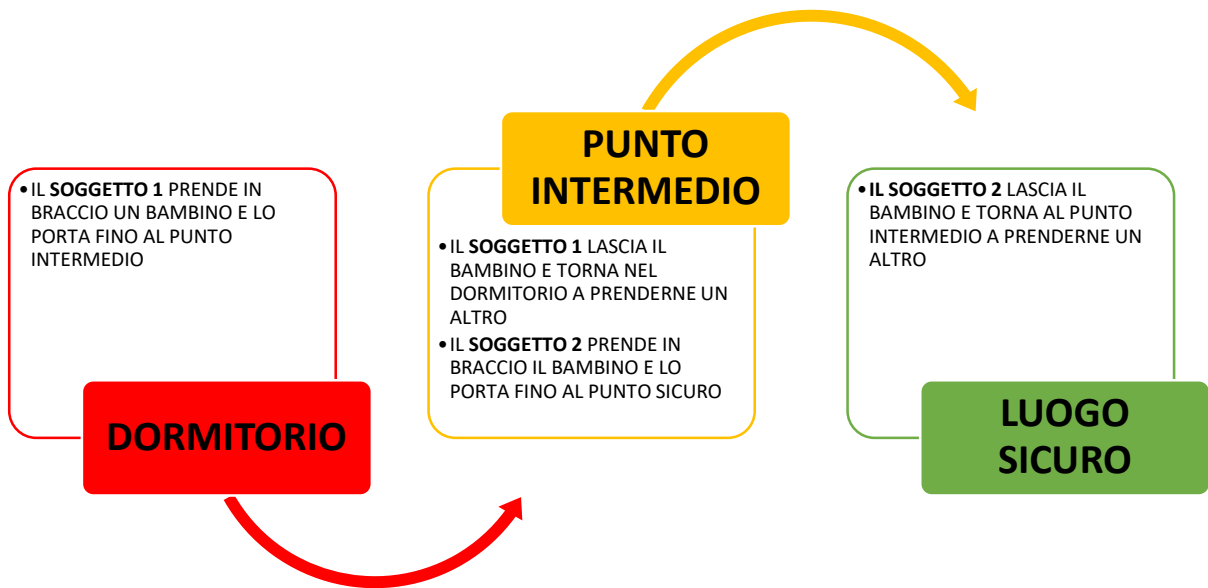 • IL SOGGETTO 1 PRENDE IN
BRACCIO UN BAMBINO E LO
PORTA FINO AL PUNTO
INTERMEDIO
DORMITORIO
PUNTO
INTERMEDIO
• IL SOGGETTO 1 LASCIA IL
BAMBINO E TORNA NEL
DORMITORIO A PRENDERNE UN
ALTRO
• IL SOGGETTO 2 PRENDE IN
BRACCIO IL BAMBINO E LO
PORTA FINO AL PUNTO SICURO
• IL SOGGETTO 2 LASCIA IL
BAMBINO E TORNA AL PUNTO
INTERMEDIO A PRENDERNE UN
ALTRO
LUOGO
SICURO